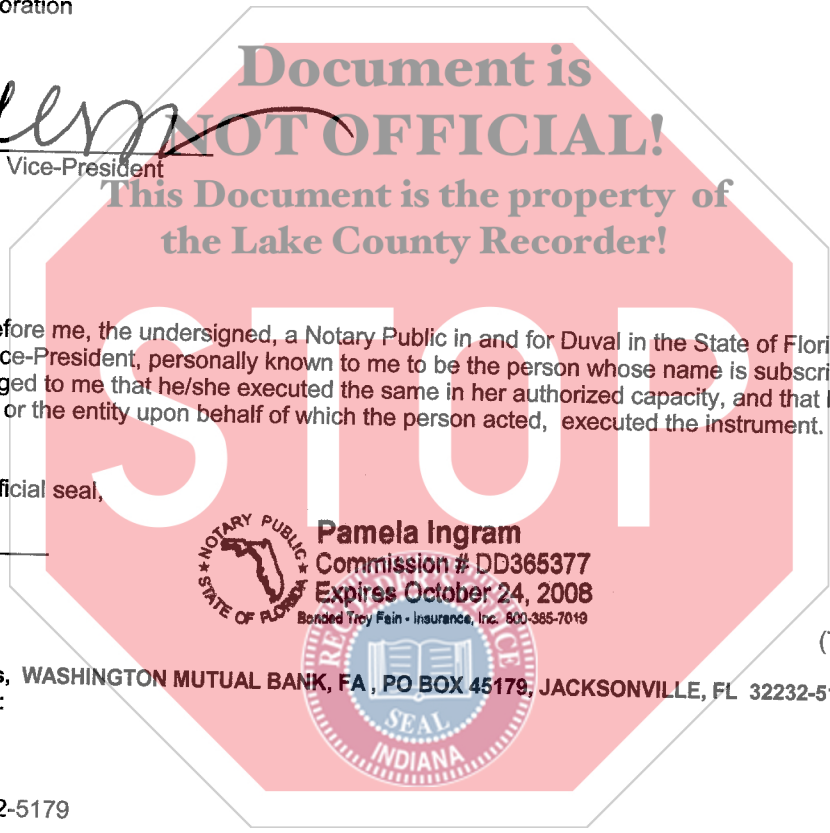 oration
Document is
NOT OFFICIAL!
Vice-President
This Document is the property of
the Lake County Recorder!
STOP
efore me, the undersigned, a Notary Public in and for Duval in the State of Flori
ce-President, personally known to me to be the person whose name is subscri
ged to me that he/she executed the same in her authorized capacity, and that
or the entity upon behalf of which the person acted, executed the instrument.
ficial seal,
NOTARY PUBLIC
STATE OF FLORIDA
Pamela Ingram
Commission # DD365377
Expires October 24, 2008
Bonded Troy Fain - Insurance, Inc. 800-385-7019
RECORDER'S OFFICE
s, WASHINGTON MUTUAL BANK, FA , PO BOX 45179, JACKSONVILLE, FL 32232-51
:
SEAL
INDIANA
2-5179